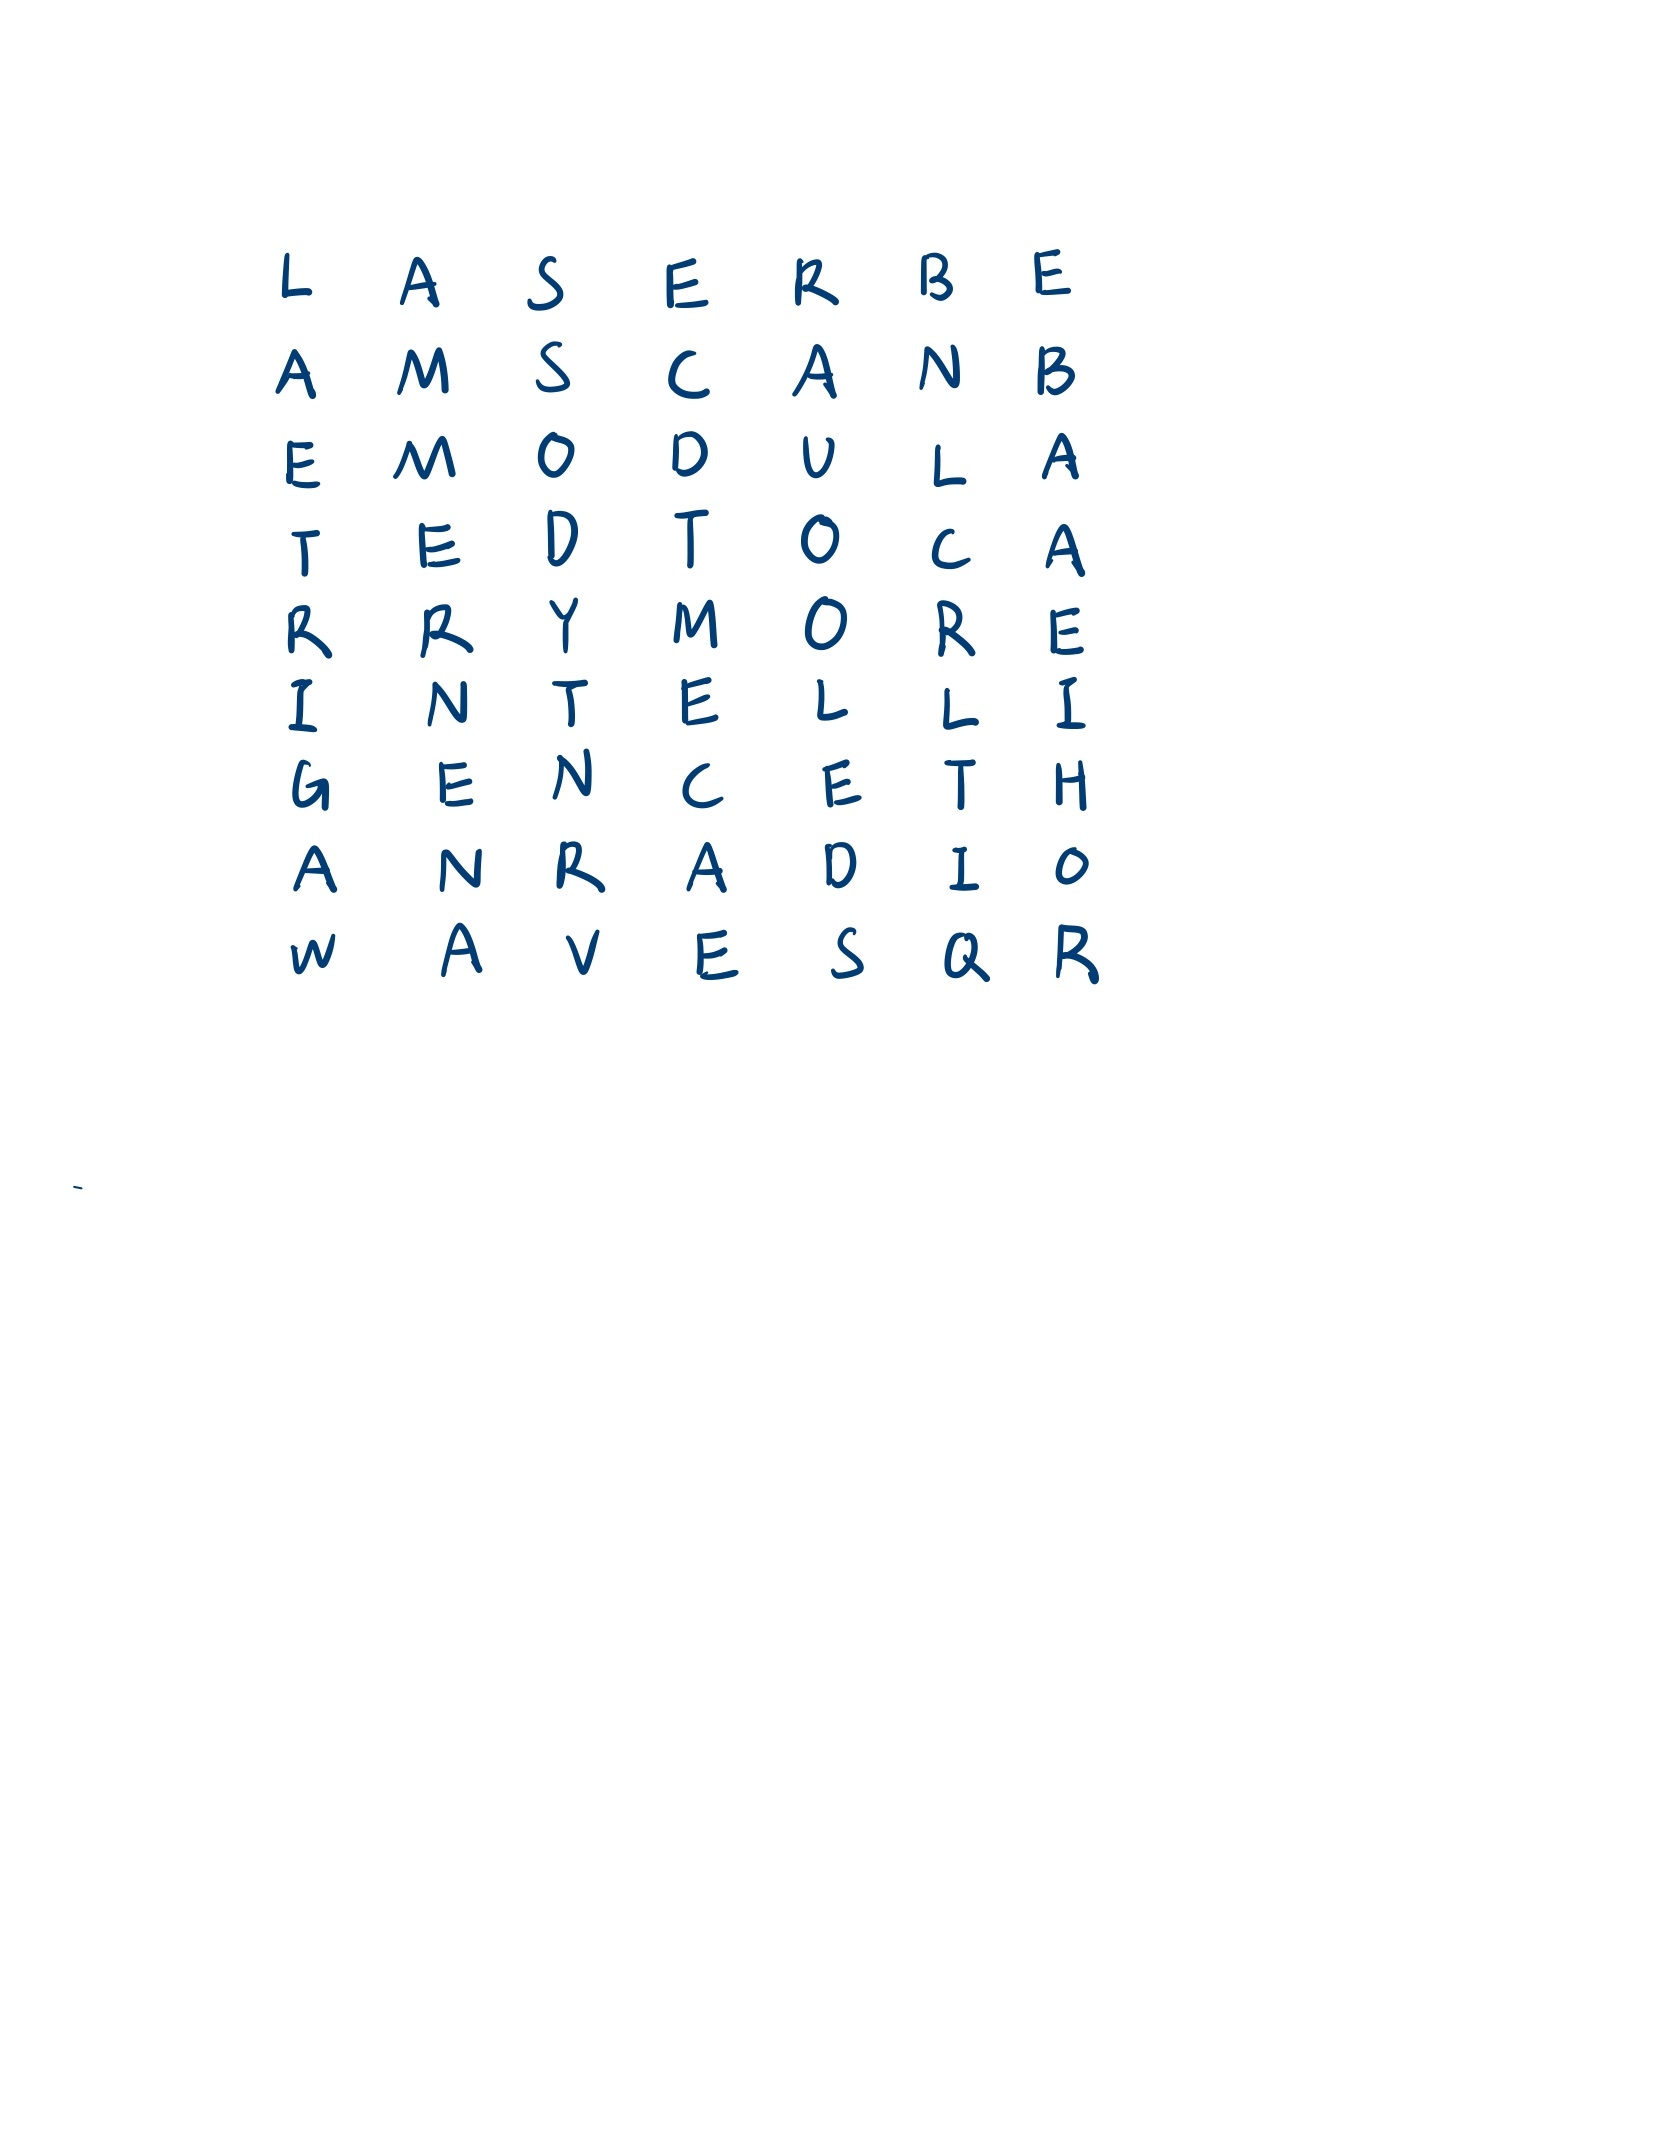 L A S E R B E
A M S C A N B
E M O D U L A
T E D T O C A
R R Y M O R E
I N T E L L I
G E N C E T H
A N R A D I O
W A V E S Q R